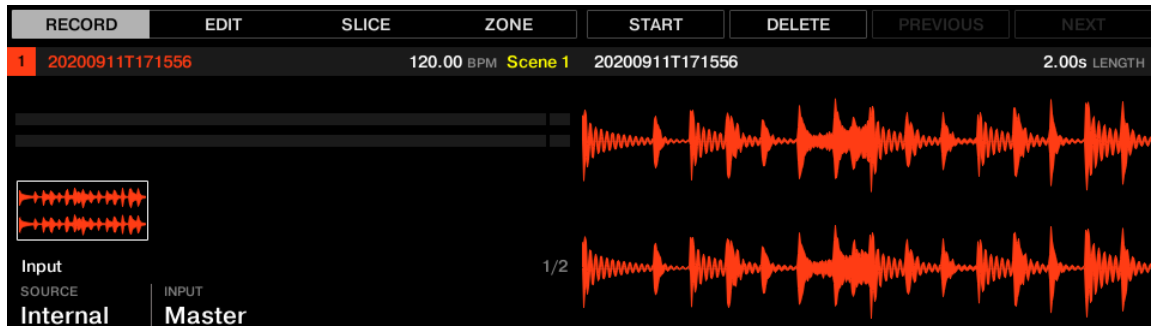 RECORD EDIT SLICE ZONE START DELETE PREVIOUS NEXT
1 20200911T171556 120.00 BPM Scene 1 20200911T171556 2.00s LENGTH
Input 1/2
SOURCE INPUT
Internal Master